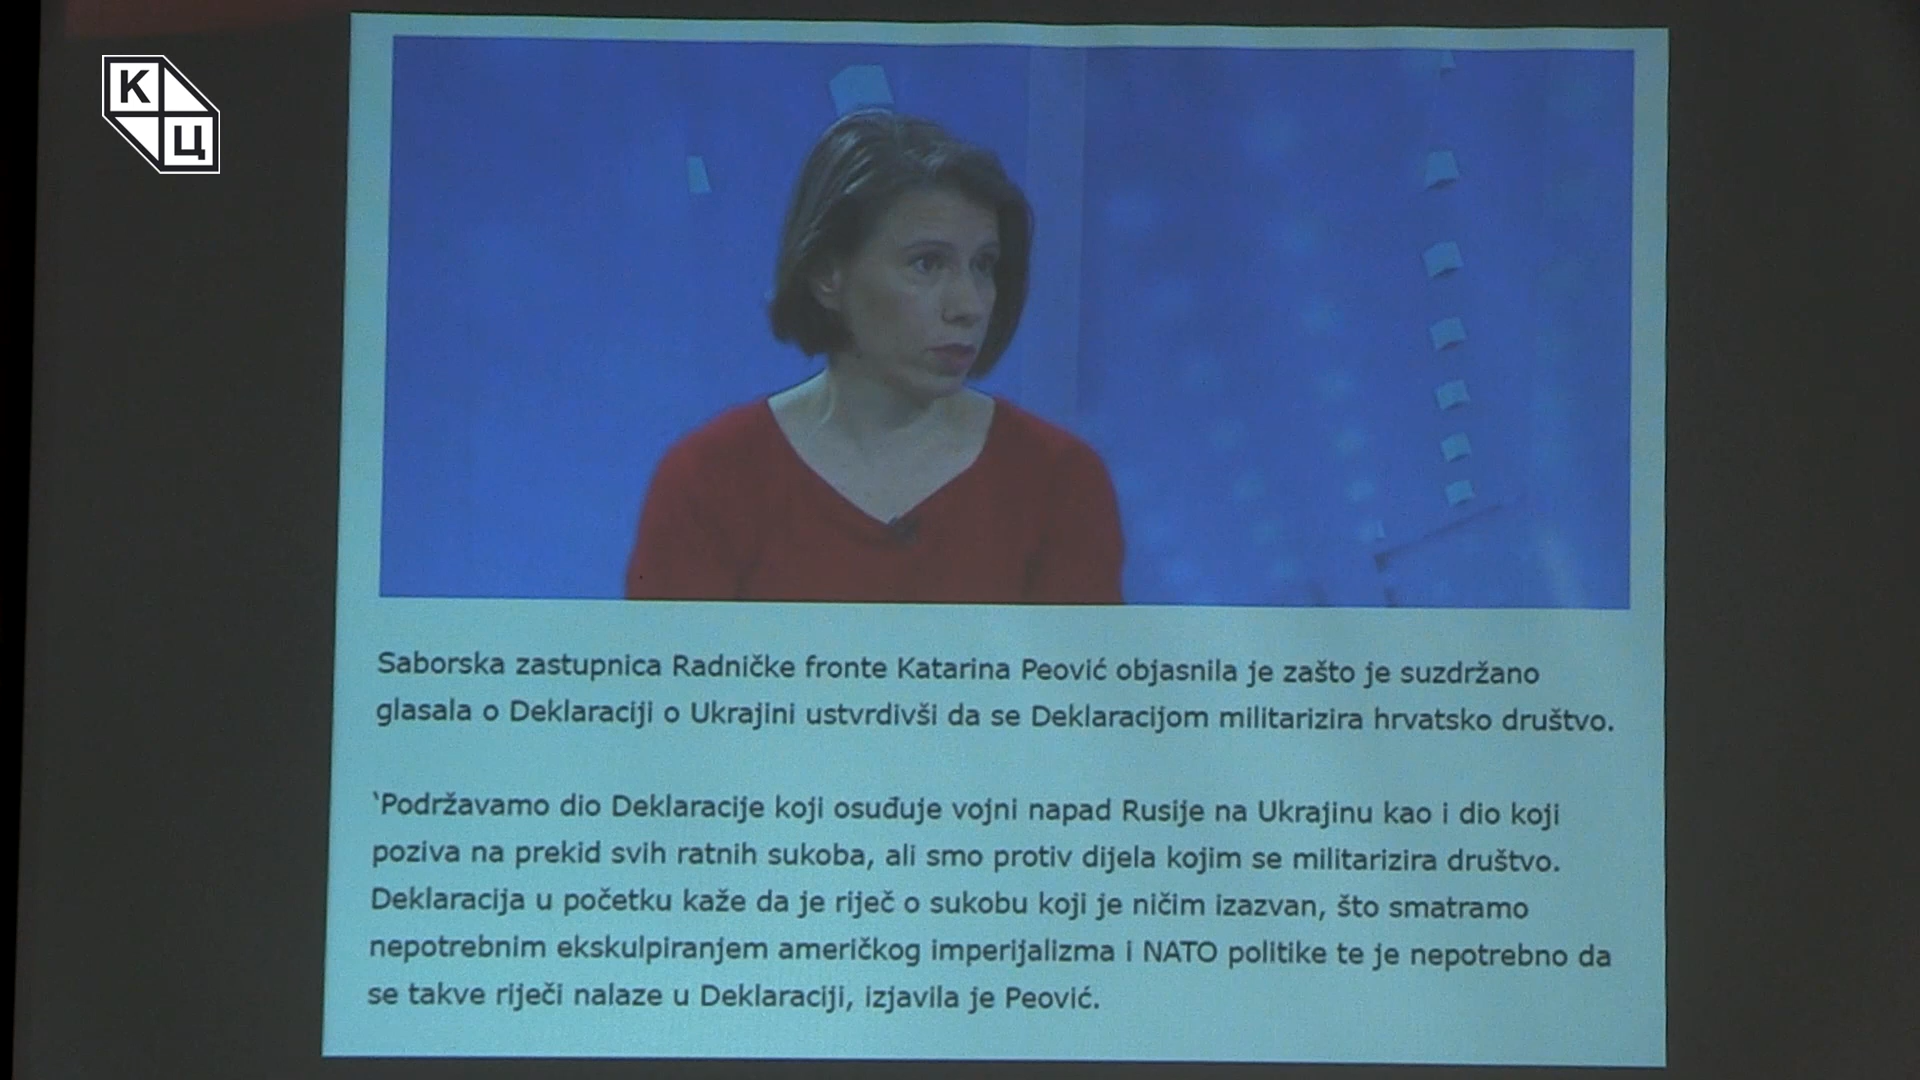 К
Ц
Saborska zastupnica Radničke fronte Katarina Peović objasnila je zašto je suzdržano
glasala o Deklaraciji o Ukrajini ustvrdivši da se Deklaracijom militarizira hrvatsko društvo.
'Podržavamo dio Deklaracije koji osuđuje vojni napad Rusije na Ukrajinu kao i dio koji
poziva na prekid svih ratnih sukoba, ali smo protiv dijela kojim se militarizira društvo.
Deklaracija u početku kaže da je riječ o sukobu koji je ničim izazvan, što smatramo
nepotrebnim ekskulpiranjem američkog imperijalizma i NATO politike te je nepotrebno da
se takve riječi nalaze u Deklaraciji, izjavila je Peović.